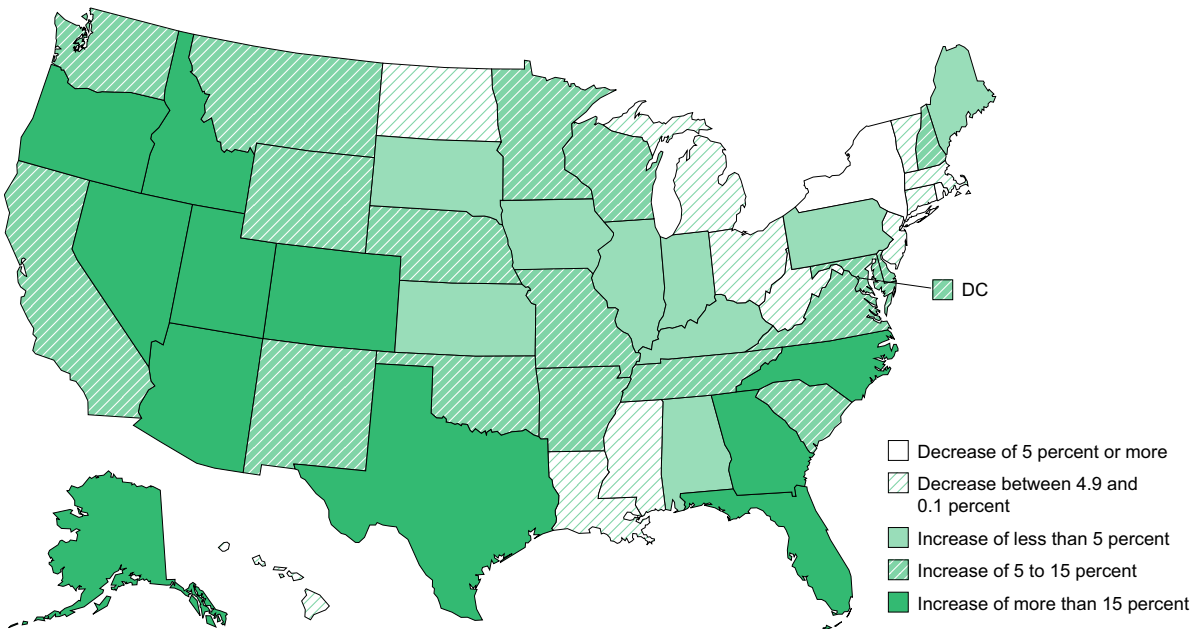 DC
Decrease of 5 percent or more
Decrease between 4.9 and
0.1 percent
Increase of less than 5 percent
Increase of 5 to 15 percent
Increase of more than 15 percent